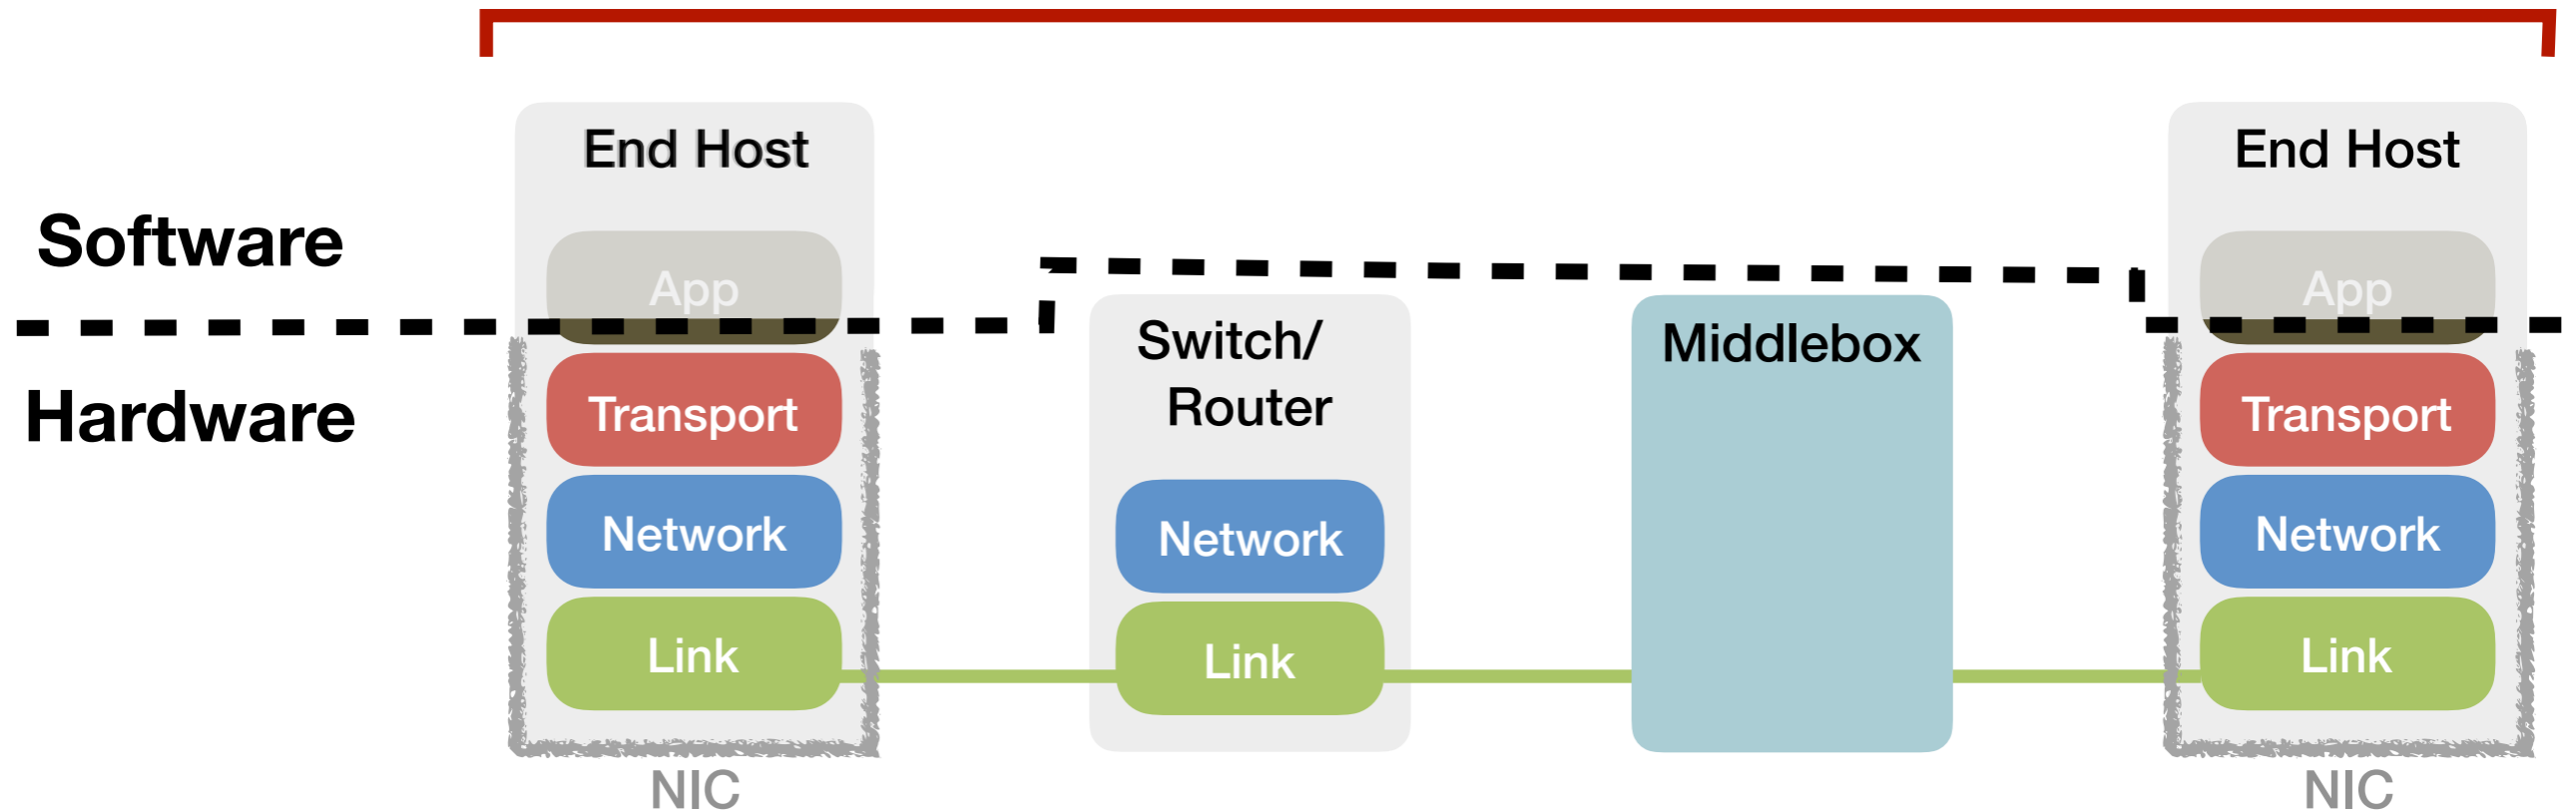 Software
Hardware
End Host
App
Transport
Network
Link
NIC
Switch/
Router
Network
Link
Middlebox
End Host
App
Transport
Network
Link
NIC